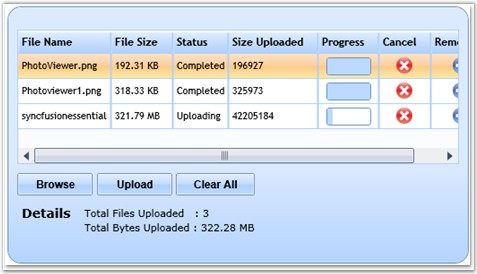 File Name File Size Status Size Uploaded Progress Cancel Remo
PhotoViewer.png 192.31 KB Completed 196927
Photoviewer1.png 318.33 KB Completed 325973
syncfusionessential 321.79 MB Uploading 42205184
Browse Upload Clear All
Details Total Files Uploaded : 3
Total Bytes Uploaded : 322.28 MB